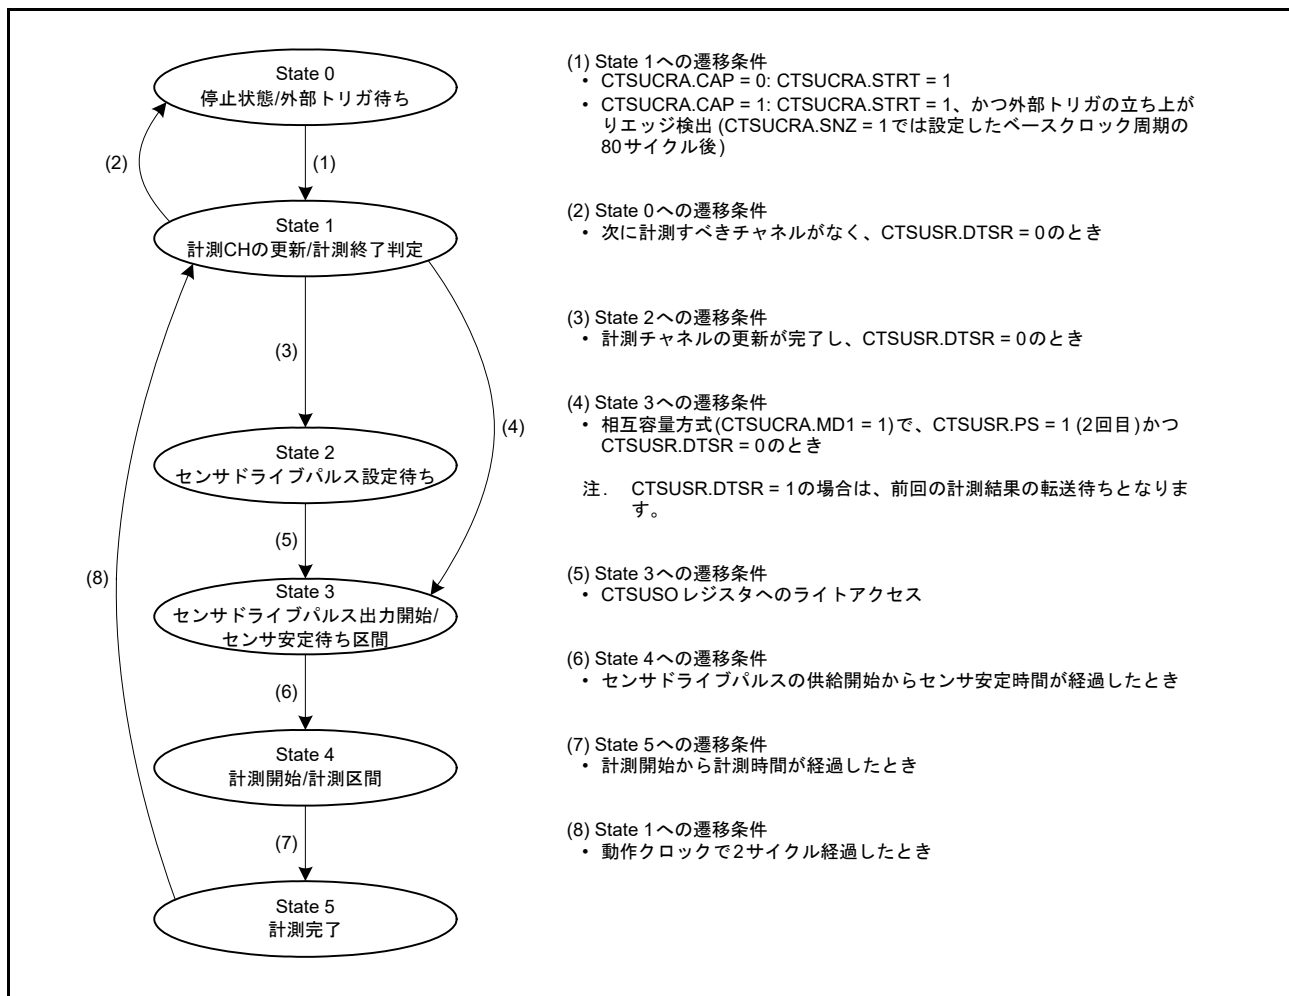 State 0
停止状態/外部トリガ待ち
(2)
(1)
State 1
計測CHの更新/計測終了判定
(3)
(4)
State 2
センサドライブパルス設定待ち
(5)
(8)
State 3
センサドライブパルス出力開始/
センサ安定待ち区間
(6)
State 4
計測開始/計測区間
(7)
State 5
計測完了
(1) State 1への遷移条件
• CTSUCRA.CAP = 0: CTSUCRA.STRT = 1
• CTSUCRA.CAP = 1: CTSUCRA.STRT = 1、かつ外部トリガの立ち上が
りエッジ検出 (CTSUCRA.SNZ = 1では設定したベースクロック周期の
80サイクル後)
(2) State 0への遷移条件
• 次に計測すべきチャネルがなく、CTSUSR.DTSR = 0のとき
(3) State 2への遷移条件
• 計測チャネルの更新が完了し、CTSUSR.DTSR = 0のとき
(4) State 3への遷移条件
• 相互容量方式(CTSUCRA.MD1 = 1)で、CTSUSR.PS = 1 (2回目)かつ
CTSUSR.DTSR = 0のとき
注. CTSUSR.DTSR = 1の場合は、前回の計測結果の転送待ちとなりま
す。
(5) State 3への遷移条件
• CTSUSOレジスタへのライトアクセス
(6) State 4への遷移条件
• センサドライブパルスの供給開始からセンサ安定時間が経過したとき
(7) State 5への遷移条件
• 計測開始から計測時間が経過したとき
(8) State 1への遷移条件
• 動作クロックで2サイクル経過したとき